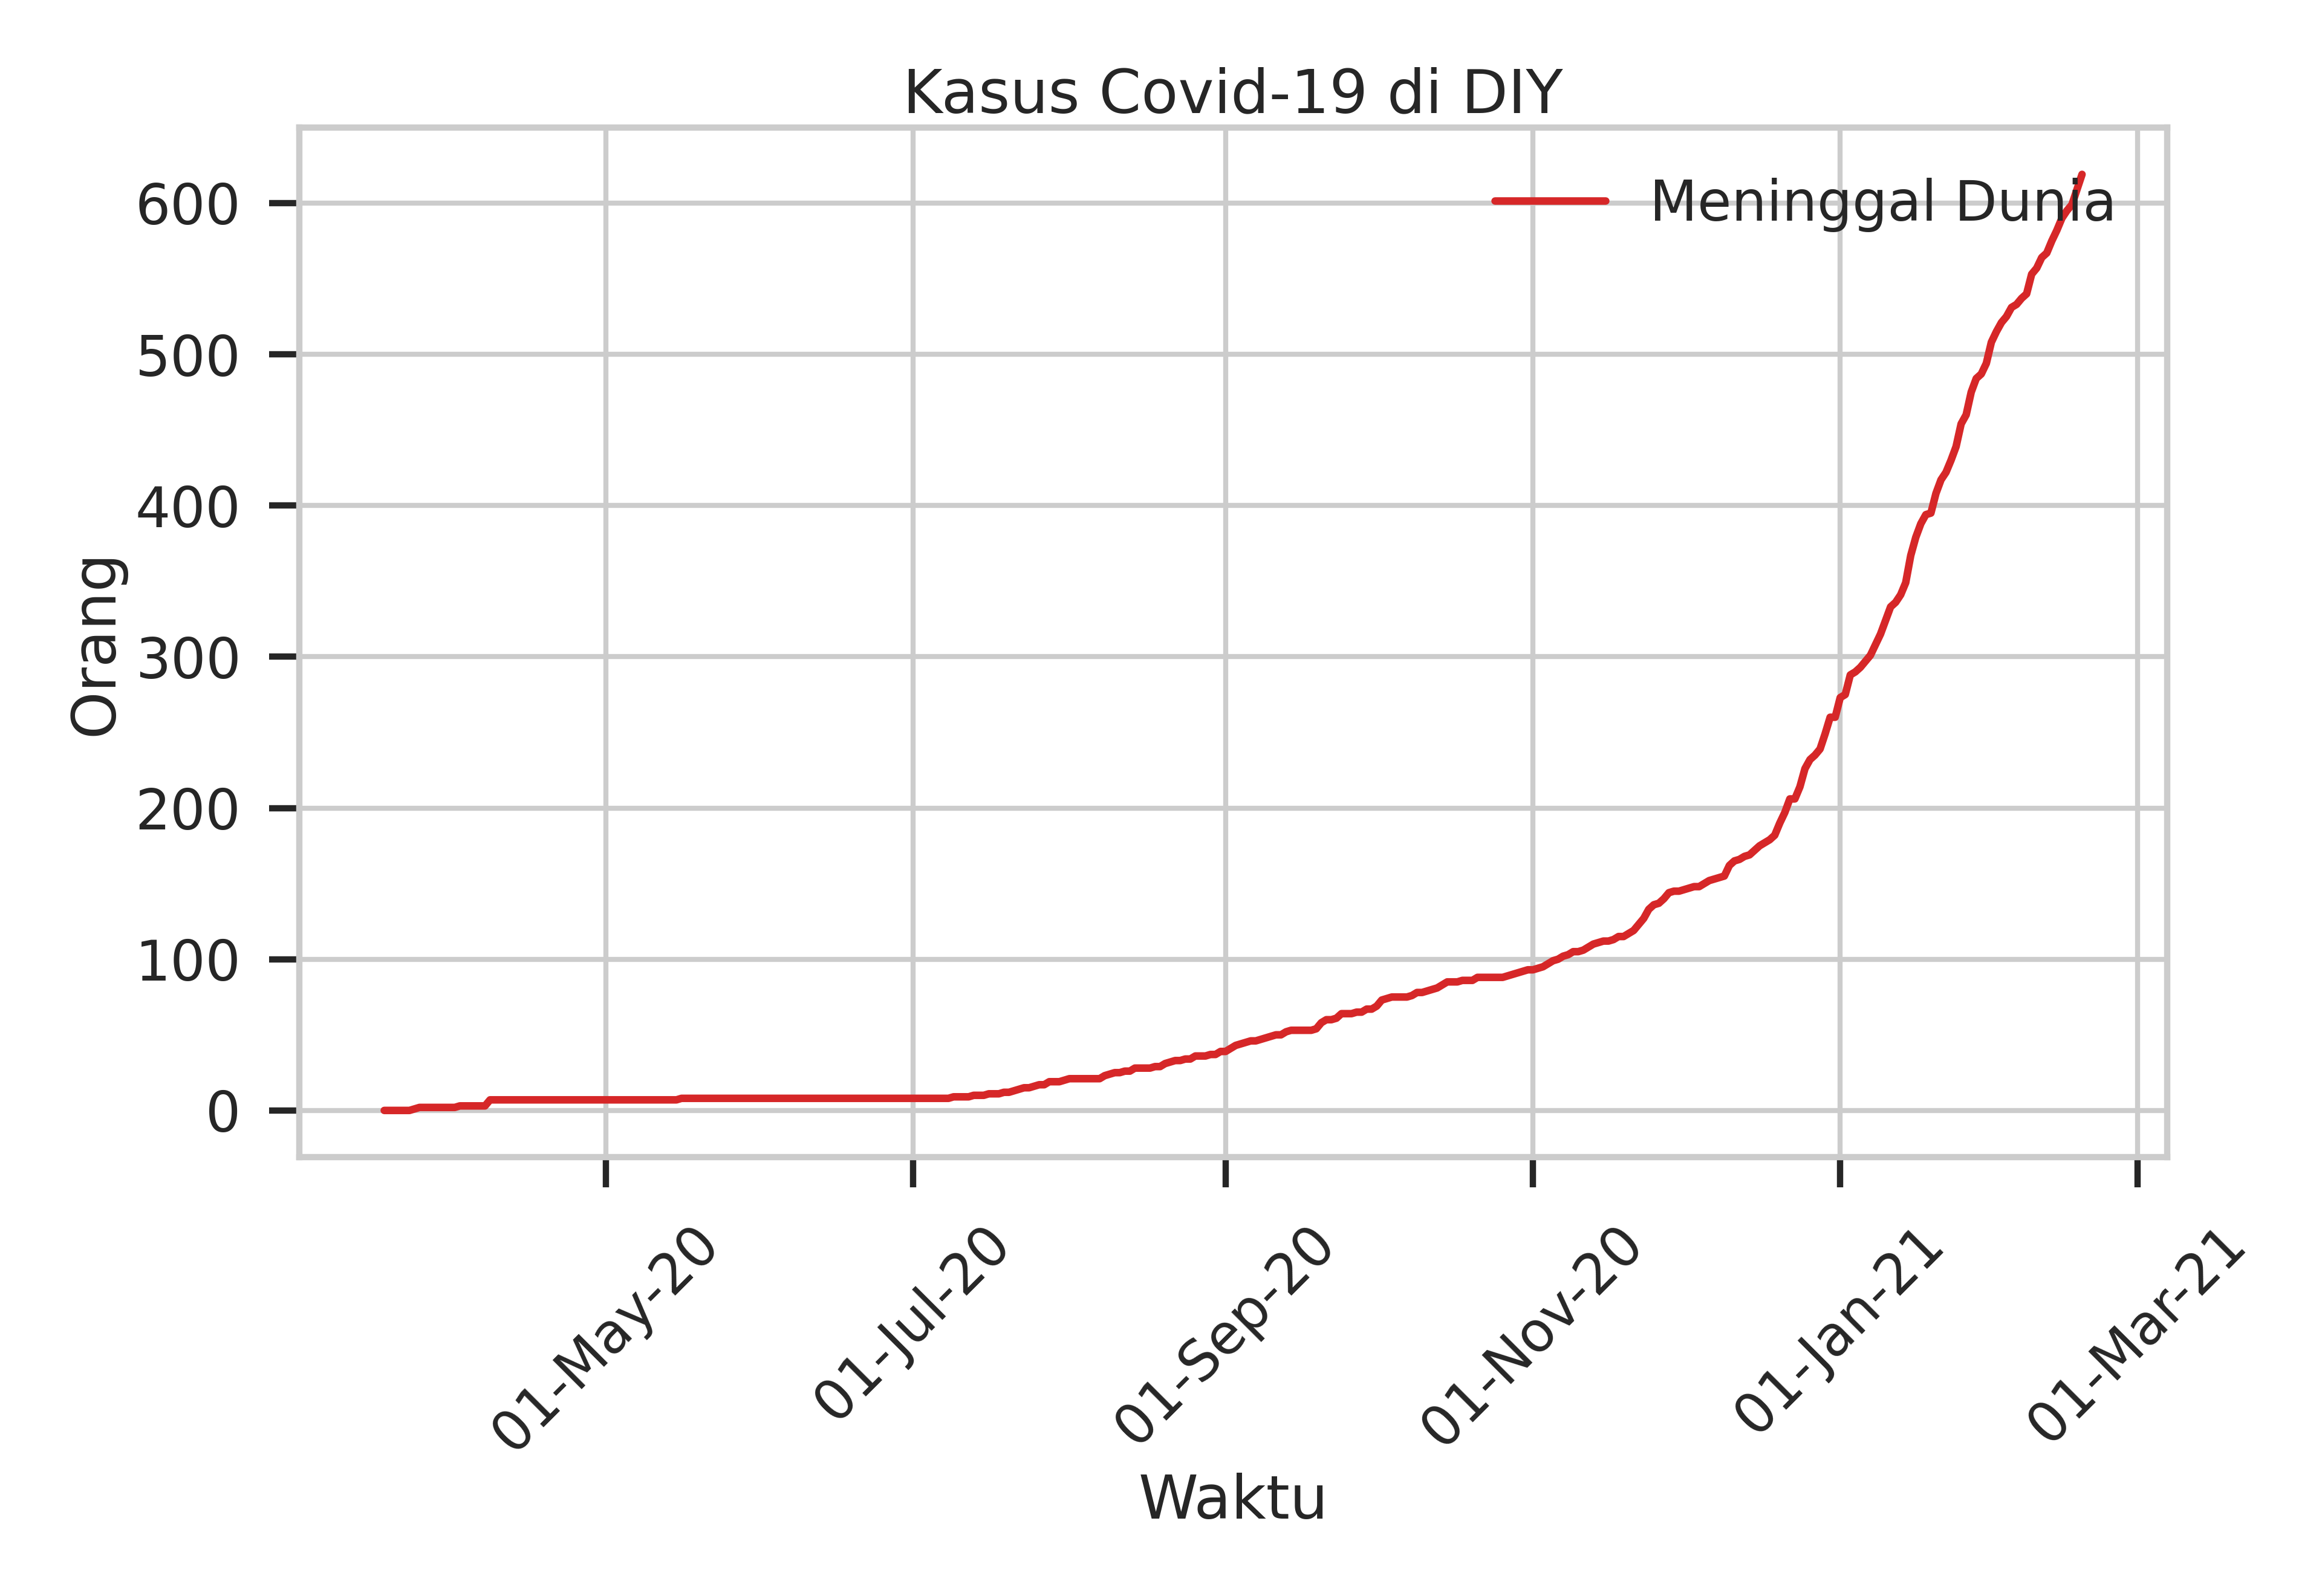 Kasus Covid-19 di DIY
Meninggal Dunia
600
500
400
300
200
100
0
Orang
01-May-20
01-Jul-20
01-Sep-20
01-Nov-20
01-Jan-21
01-Mar-21
Waktu